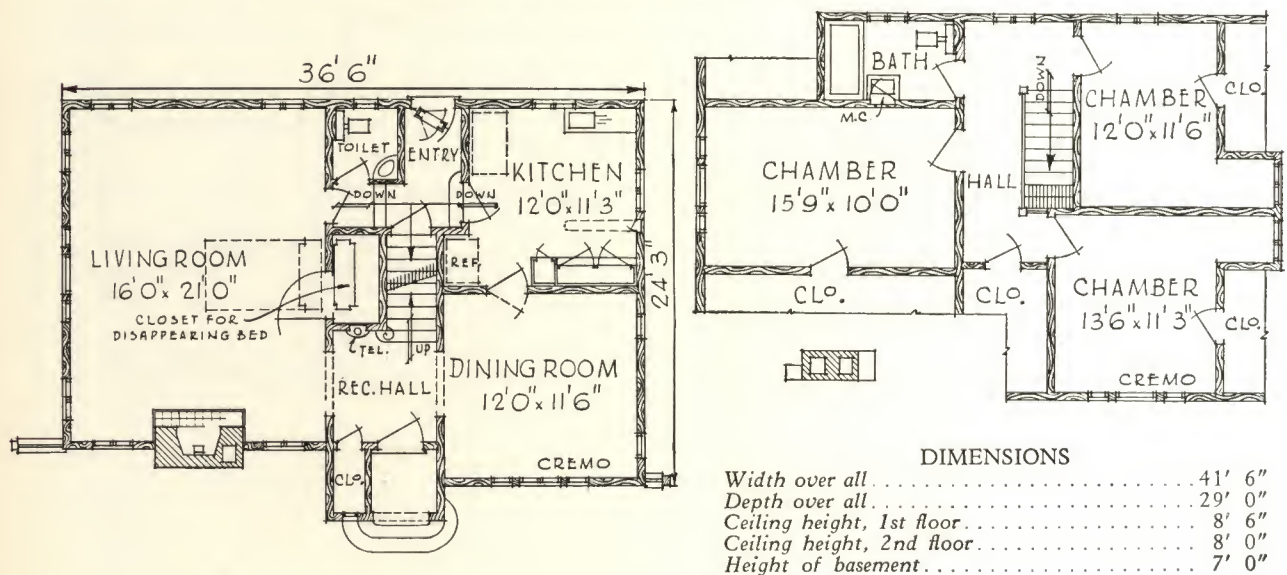 36' 6"
TOILET
ENTRY
KITCHEN
12'0" x 11'3"
DOWN
DOWN
LIVING ROOM
16'0" x 21'0"
CLOSET FOR
DISAPPEARING BED
REF.
24'3"
TEL.
UP
REC. HALL
DINING ROOM
12'0" x 11'6"
CLO.
CREMO
BATH
M.C.
DOWN
CHAMBER
12'0" x 11'6"
CLO.
CHAMBER
15'9" x 10'0"
HALL
CLO.
CLO.
CHAMBER
13'6" x 11'3"
CLO.
CREMO
DIMENSIONS
Width over all . . . . . . . . . . . . . . . . . . . . . . . . . . . 41' 6"
Depth over all . . . . . . . . . . . . . . . . . . . . . . . . . . . 29' 0"
Ceiling height, 1st floor . . . . . . . . . . . . . . . . . . . 8' 6"
Ceiling height, 2nd floor . . . . . . . . . . . . . . . . . . 8' 0"
Height of basement . . . . . . . . . . . . . . . . . . . . . . 7' 0"